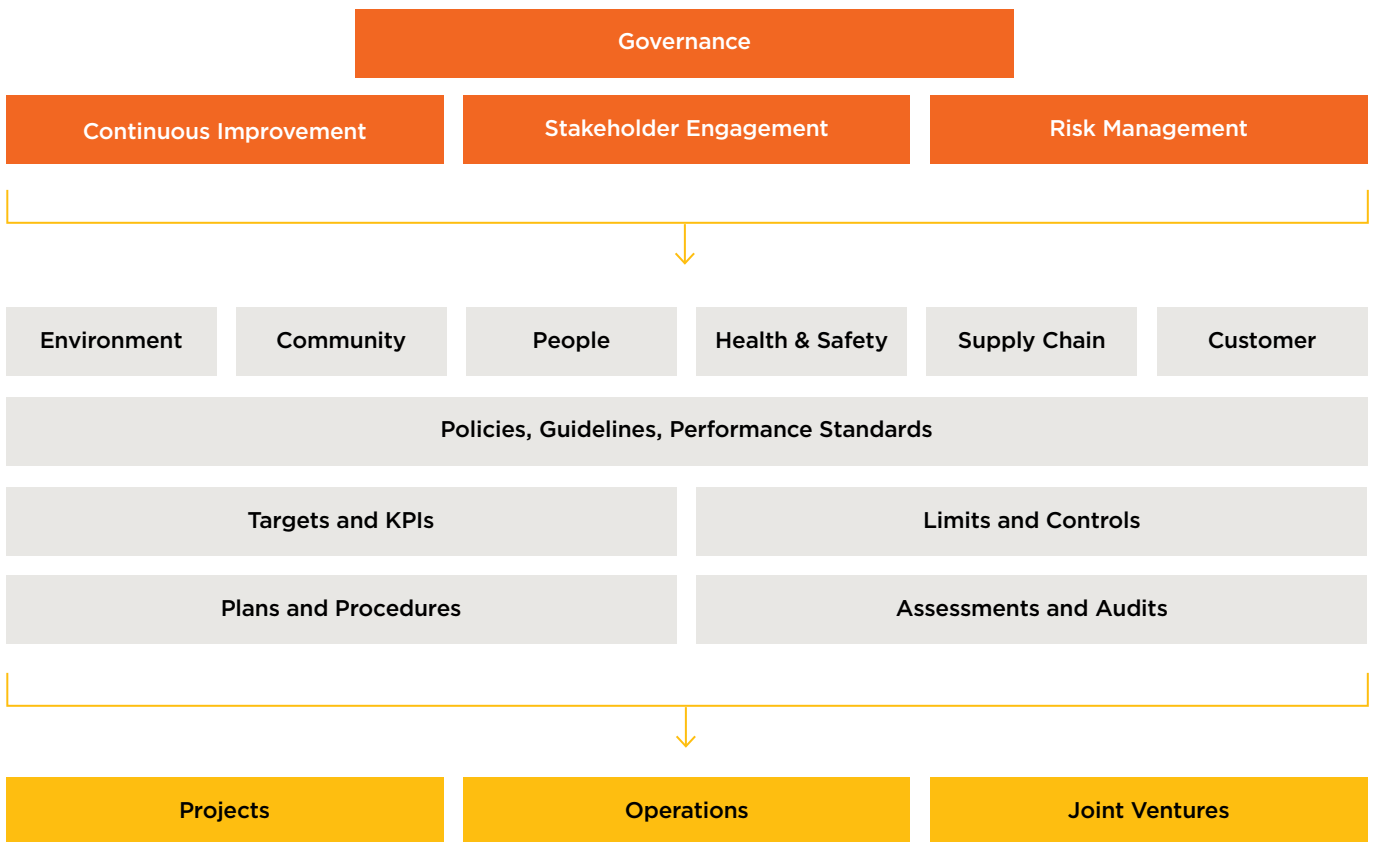 Governance
Continuous Improvement
Stakeholder Engagement
Risk Management
Environment
Community
People
Health & Safety
Supply Chain
Customer
Policies, Guidelines, Performance Standards
Targets and KPIs
Limits and Controls
Plans and Procedures
Assessments and Audits
Projects
Operations
Joint Ventures